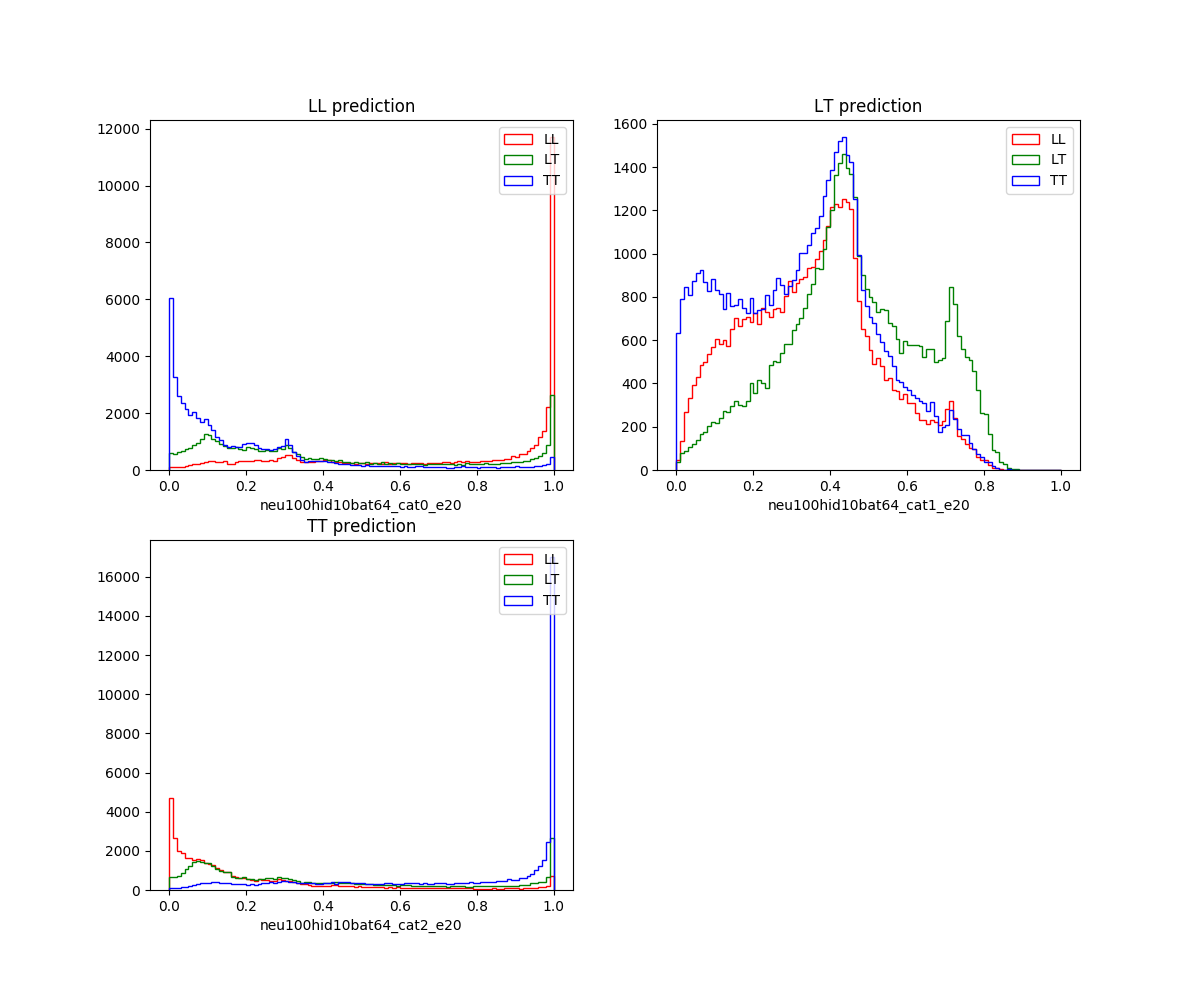 LL prediction
12000
10000
8000
6000
4000
2000
0
LL
LT
TT
0.0 0.2 0.4 0.6 0.8 1.0
neu100hid10bat64_cat0_e20
LT prediction
1600
1400
1200
1000
800
600
400
200
0
LL
LT
TT
0.0 0.2 0.4 0.6 0.8 1.0
neu100hid10bat64_cat1_e20
TT prediction
16000
14000
12000
10000
8000
6000
4000
2000
0
LL
LT
TT
0.0 0.2 0.4 0.6 0.8 1.0
neu100hid10bat64_cat2_e20